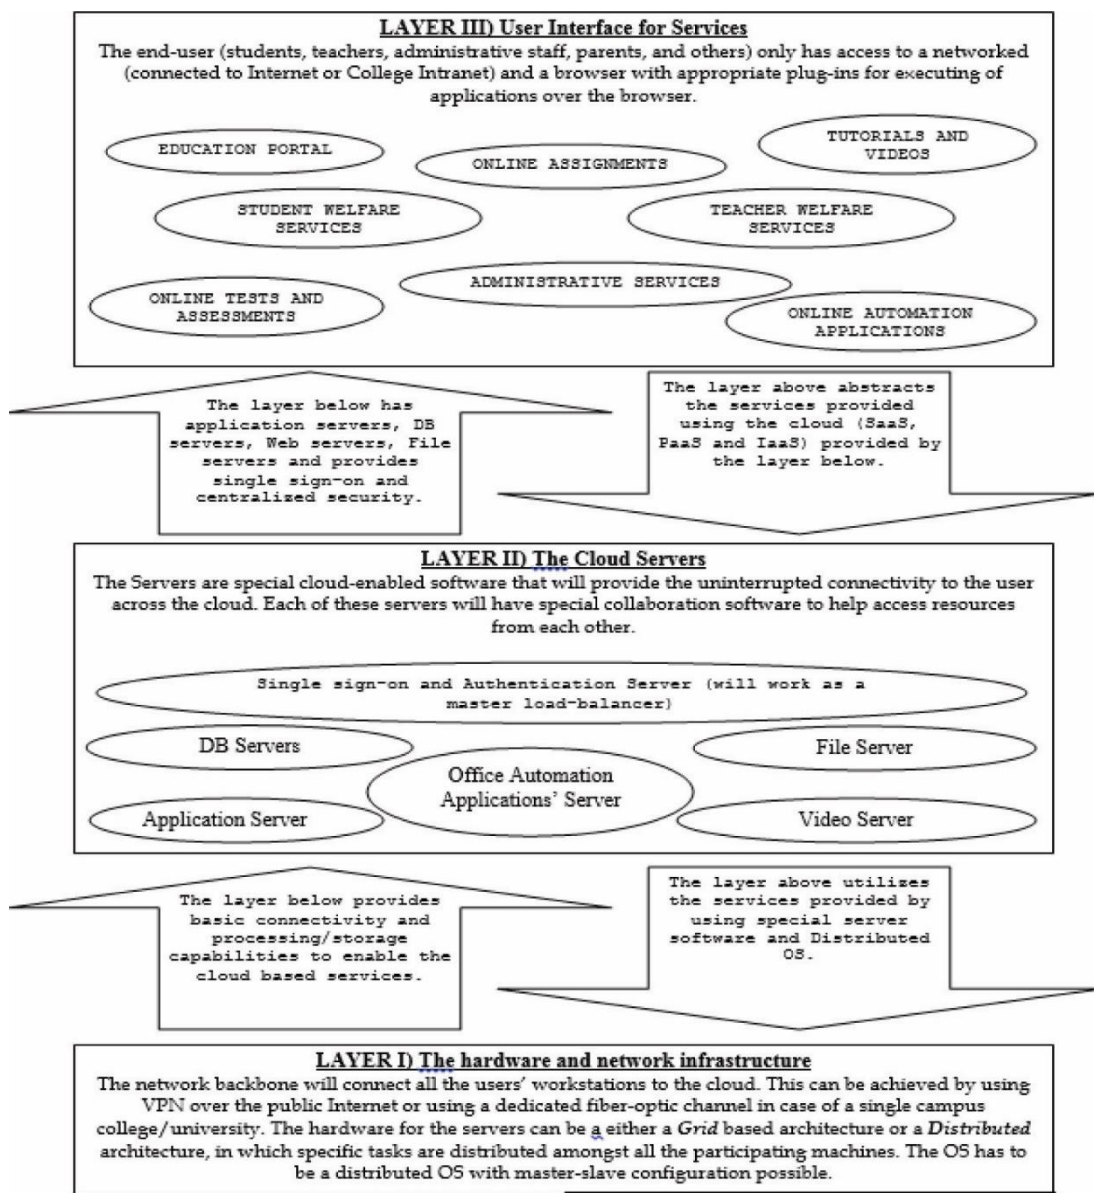 LAYER III) User Interface for Services
The end-user (students, teachers, administrative staff, parents, and others) only has access to a networked
(connected to Internet or College Intranet) and a browser with appropriate plug-ins for executing of
applications over the browser.
EDUCATION PORTAL
ONLINE ASSIGNMENTS
TUTORIALS AND
VIDEOS
STUDENT WELFARE
SERVICES
TEACHER WELFARE
SERVICES
ONLINE TESTS AND
ASSESSMENTS
ADMINISTRATIVE SERVICES
ONLINE AUTOMATION
APPLICATIONS
The layer below has
application servers, DB
servers, Web servers, File
servers and provides
single sign-on and
centralized security.
The layer above abstracts
the services provided
using the cloud (SaaS,
PaaS and IaaS) provided by
the layer below.
LAYER II) The Cloud Servers
The Servers are special cloud-enabled software that will provide the uninterrupted connectivity to the user
across the cloud. Each of these servers will have special collaboration software to help access resources
from each other.
Single sign-on and Authentication Server (will work as a
master load-balancer)
DB Servers
File Server
Office Automation
Applications' Server
Application Server
Video Server
The layer below provides
basic connectivity and
processing/storage
capabilities to enable the
cloud based services.
The layer above utilizes
the services provided by
using special server
software and Distributed
OS.
LAYER I) The hardware and network infrastructure
The network backbone will connect all the users' workstations to the cloud. This can be achieved by using
VPN over the public Internet or using a dedicated fiber-optic channel in case of a single campus
college/university. The hardware for the servers can be a either a Grid based architecture or a Distributed
architecture, in which specific tasks are distributed amongst all the participating machines. The OS has to
be a distributed OS with master-slave configuration possible.